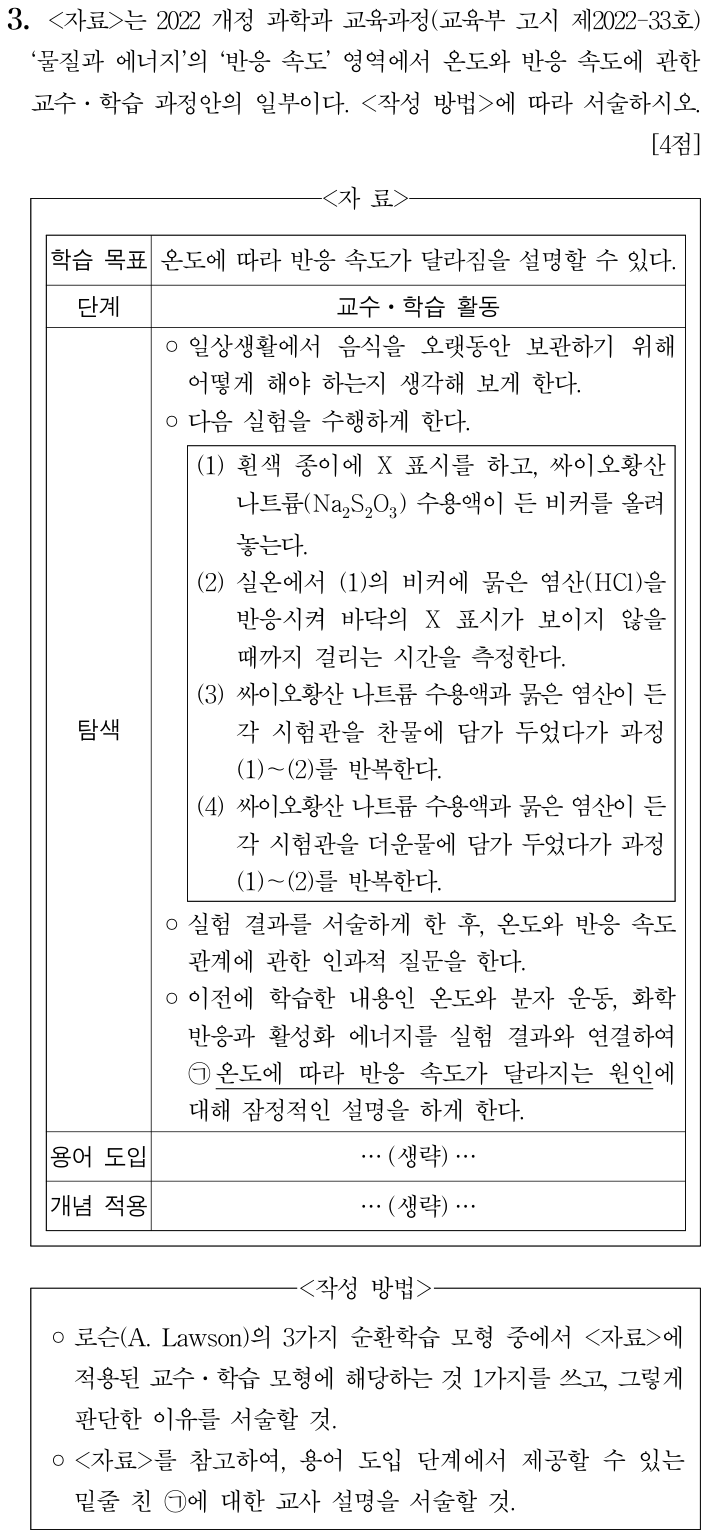 3. <자료>는 2022 개정 과학과 교육과정(교육부 고시 제2022-33호)
‘물질과 에너지’의 ‘반응 속도’ 영역에서 온도와 반응 속도에 관한
교수·학습 과정안의 일부이다. <작성 방법>에 따라 서술하시오.
[4점]
<자 료>
학습 목표 온도에 따라 반응 속도가 달라짐을 설명할 수 있다.
단계 교수·학습 활동
탐색
○ 일상생활에서 음식을 오랫동안 보관하기 위해
어떻게 해야 하는지 생각해 보게 한다.
○ 다음 실험을 수행하게 한다.
(1) 흰색 종이에 X 표시를 하고, 싸이오황산
나트륨(Na₂S₂O₃) 수용액이 든 비커를 올려
놓는다.
(2) 실온에서 (1)의 비커에 묽은 염산(HCl)을
반응시켜 바닥의 X 표시가 보이지 않을
때까지 걸리는 시간을 측정한다.
(3) 싸이오황산 나트륨 수용액과 묽은 염산이 든
각 시험관을 찬물에 담가 두었다가 과정
(1)~(2)를 반복한다.
(4) 싸이오황산 나트륨 수용액과 묽은 염산이 든
각 시험관을 더운물에 담가 두었다가 과정
(1)~(2)를 반복한다.
○ 실험 결과를 서술하게 한 후, 온도와 반응 속도
관계에 관한 인과적 질문을 한다.
○ 이전에 학습한 내용인 온도와 분자 운동, 화학
반응과 활성화 에너지를 실험 결과와 연결하여
㉠ 온도에 따라 반응 속도가 달라지는 원인에
대해 잠정적인 설명을 하게 한다.
용어 도입 … (생략) …
개념 적용 … (생략) …
<작성 방법>
○ 로슨(A. Lawson)의 3가지 순환학습 모형 중에서 <자료>에
적용된 교수·학습 모형에 해당하는 것 1가지를 쓰고, 그렇게
판단한 이유를 서술할 것.
○ <자료>를 참고하여, 용어 도입 단계에서 제공할 수 있는
밑줄 친 ㉠에 대한 교사 설명을 서술할 것.